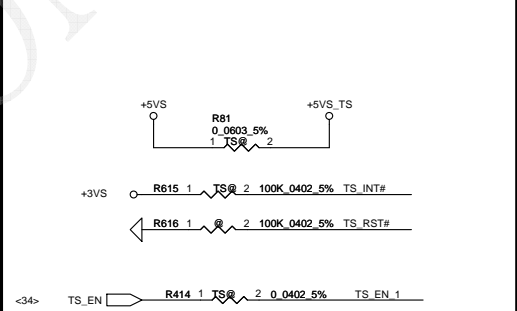 +5VS +5VS_TS
R81
0_0603_5%
1 TS@ 2
+3VS R615 1 TS@ 2 100K_0402_5% TS_INT#
R616 1 @ 2 100K_0402_5% TS_RST#
<34> TS_EN R414 1 TS@ 2 0_0402_5% TS_EN_1